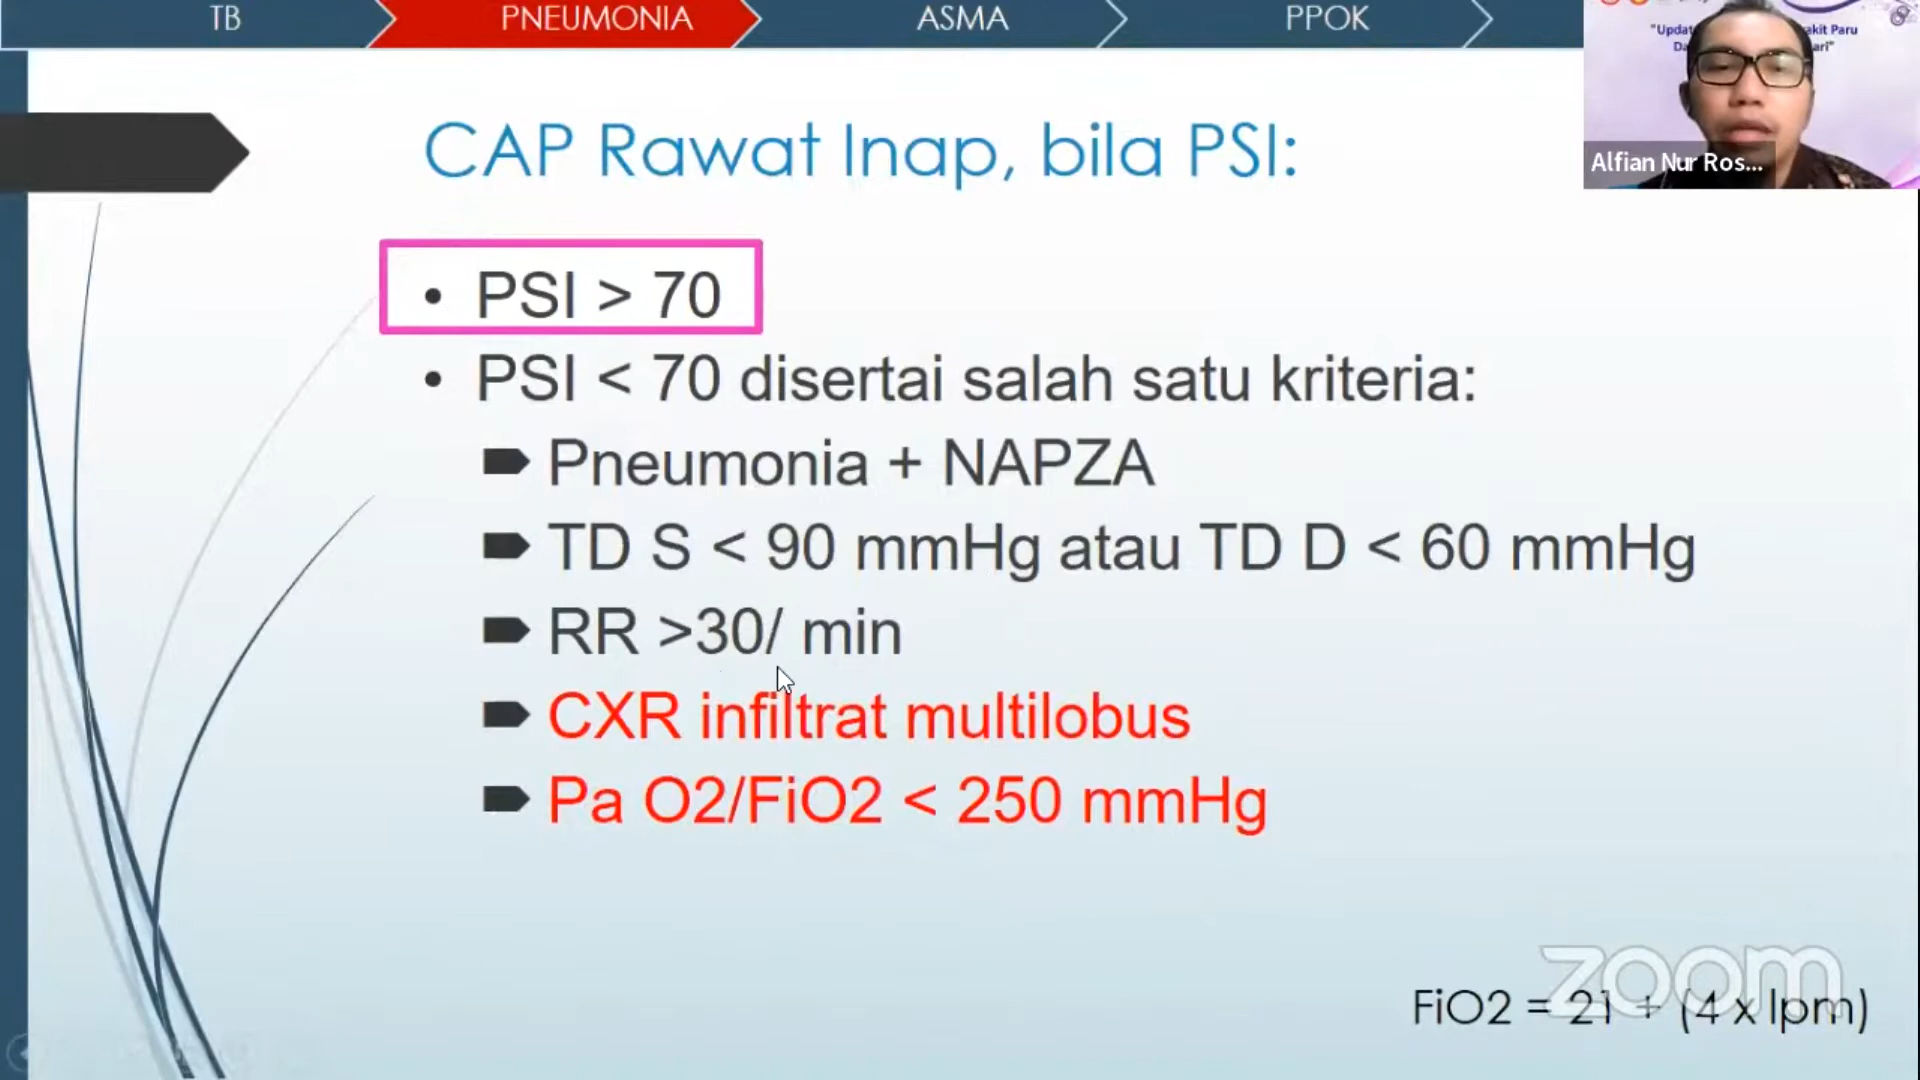 TB
PNEUMONIA
ASMA
PPOK
Alfian Nur Ros...
CAP Rawat Inap, bila PSI:
• PSI > 70
• PSI < 70 disertai salah satu kriteria:
Pneumonia + NAPZA
TD S < 90 mmHg atau TD D < 60 mmHg
RR >30/ min
CXR infiltrat multilobus
Pa O2/FiO2 < 250 mmHg
zoom
FiO2 = 21 + (4 x lpm)